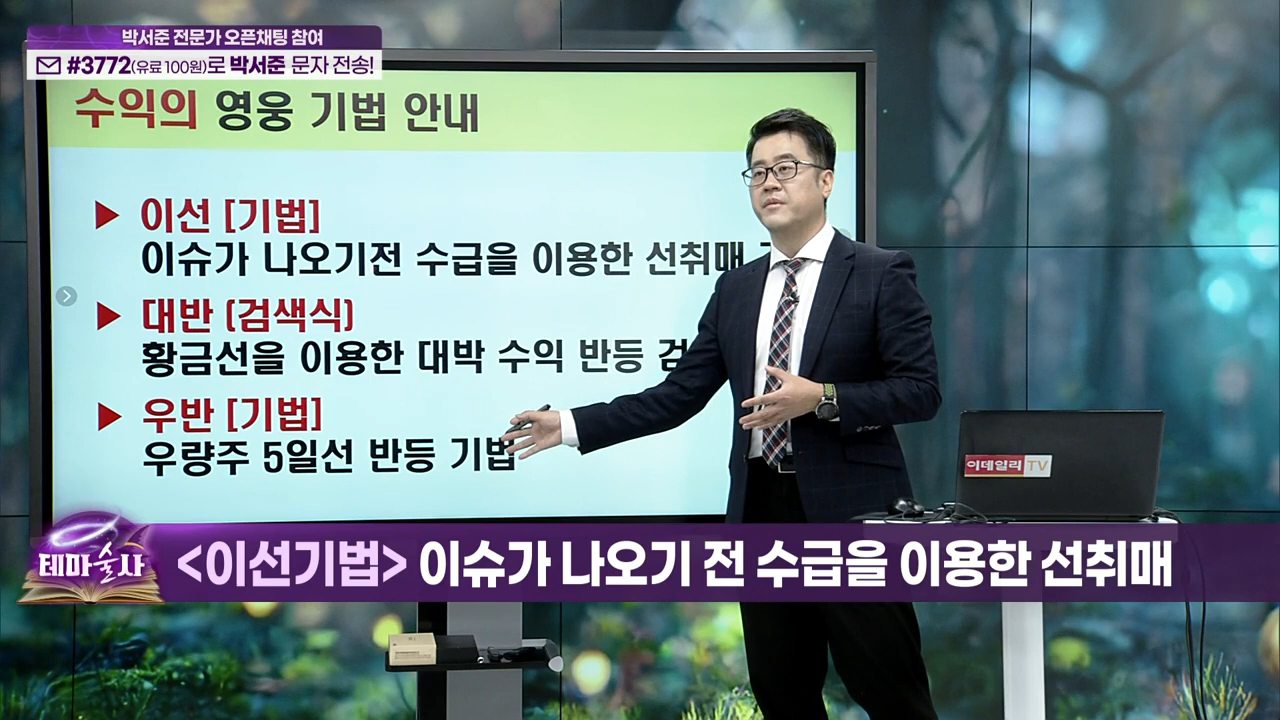 박서준 전문가 오픈채팅 참여
#3772(유료 100원)로 박서준 문자 전송!
수익의 영웅 기법 안내
▶ 이선 [기법]
이슈가 나오기전 수급을 이용한 선취매
▶ 대반 [검색식]
황금선을 이용한 대박 수익 반등 검
▶ 우반 [기법]
우량주 5일선 반등 기법
이데일리 TV
테마술사
<이선기법> 이슈가 나오기 전 수급을 이용한 선취매